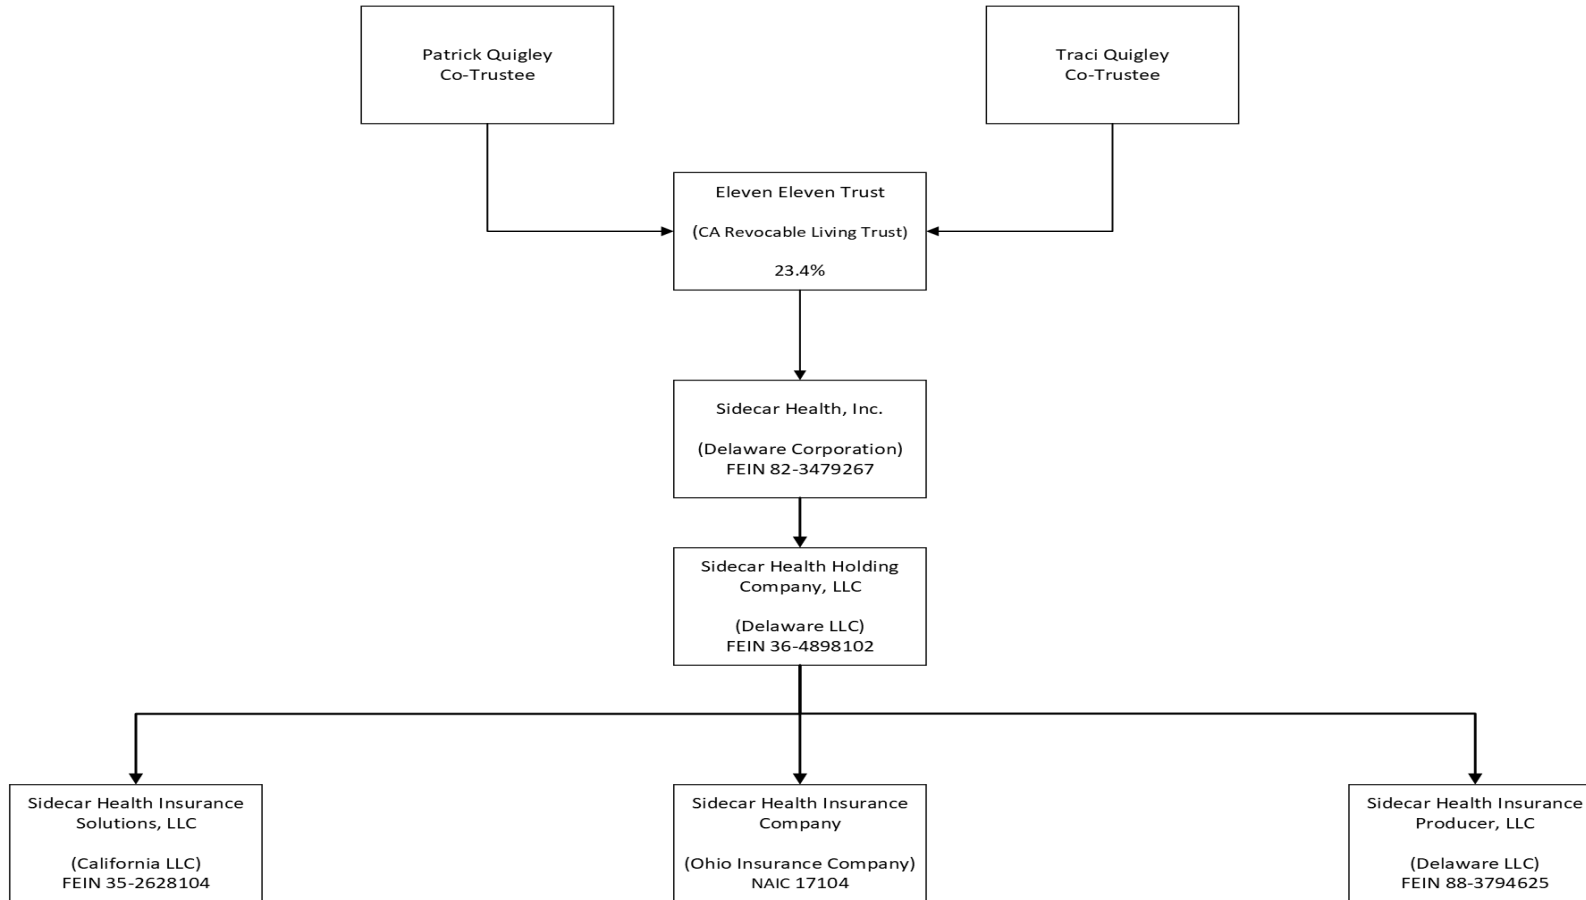 Patrick Quigley
Co-Trustee
Traci Quigley
Co-Trustee
Eleven Eleven Trust
(CA Revocable Living Trust)
23.4%
Sidecar Health, Inc.
(Delaware Corporation)
FEIN 82-3479267
Sidecar Health Holding
Company, LLC
(Delaware LLC)
FEIN 36-4898102
Sidecar Health Insurance
Solutions, LLC
(California LLC)
FEIN 35-2628104
Sidecar Health Insurance
Company
(Ohio Insurance Company)
NAIC 17104
Sidecar Health Insurance
Producer, LLC
(Delaware LLC)
FEIN 88-3794625